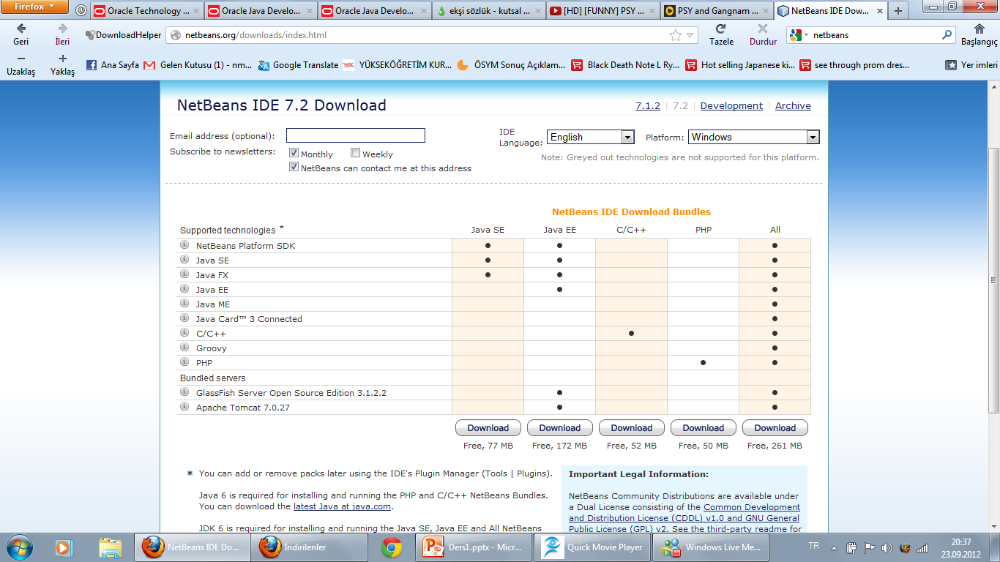 Firefox
Oracle Technology ...
Oracle Java Develo...
Oracle Java Develo...
ekşi sözlük - kutsal ...
[HD] [FUNNY] PSY ...
PSY and Gangnam ...
NetBeans IDE Dow...
Geri
İleri
DownloadHelper
netbeans.org/downloads/index.html
Tazele
Durdur
netbeans
Başlangıç
Uzaklaş
Yaklaş
Ana Sayfa
Gelen Kutusu (1) - nm...
Google Translate
YÜKSEKÖĞRETİM KUR...
ÖSYM Sonuç Açıklam...
Black Death Note L Ry...
Hot selling Japanese ki...
see through prom dres...
Yer imleri
NetBeans IDE 7.2 Download
7.1.2 | 7.2 | Development | Archive
Email address (optional):
IDE Language: English
Platform: Windows
Subscribe to newsletters:
Monthly
Weekly
Note: Greyed out technologies are not supported for this platform.
NetBeans can contact me at this address
NetBeans IDE Download Bundles
Supported technologies * Java SE Java EE C/C++ PHP All
NetBeans Platform SDK • • •
Java SE • • •
Java FX • • •
Java EE • •
Java ME •
Java Card™ 3 Connected •
C/C++ • •
Groovy •
PHP • •
Bundled servers
GlassFish Server Open Source Edition 3.1.2.2 • •
Apache Tomcat 7.0.27 • •
Download Download Download Download Download
Free, 77 MB Free, 172 MB Free, 52 MB Free, 50 MB Free, 261 MB
* You can add or remove packs later using the IDE's Plugin Manager (Tools | Plugins).
Java 6 is required for installing and running the PHP and C/C++ NetBeans Bundles.
You can download the latest Java at java.com.
JDK 6 is required for installing and running the Java SE, Java EE and All NetBeans
Important Legal Information:
NetBeans Community Distributions are available under
a Dual License consisting of the Common Development
and Distribution License (CDDL) v1.0 and GNU General
Public License (GPL) v2. See the third-party readme for
NetBeans IDE Do...
İndirilenler
Ders1.pptx - Micr...
Quick Movie Player
Windows Live Me...
TR
20:37
23.09.2012